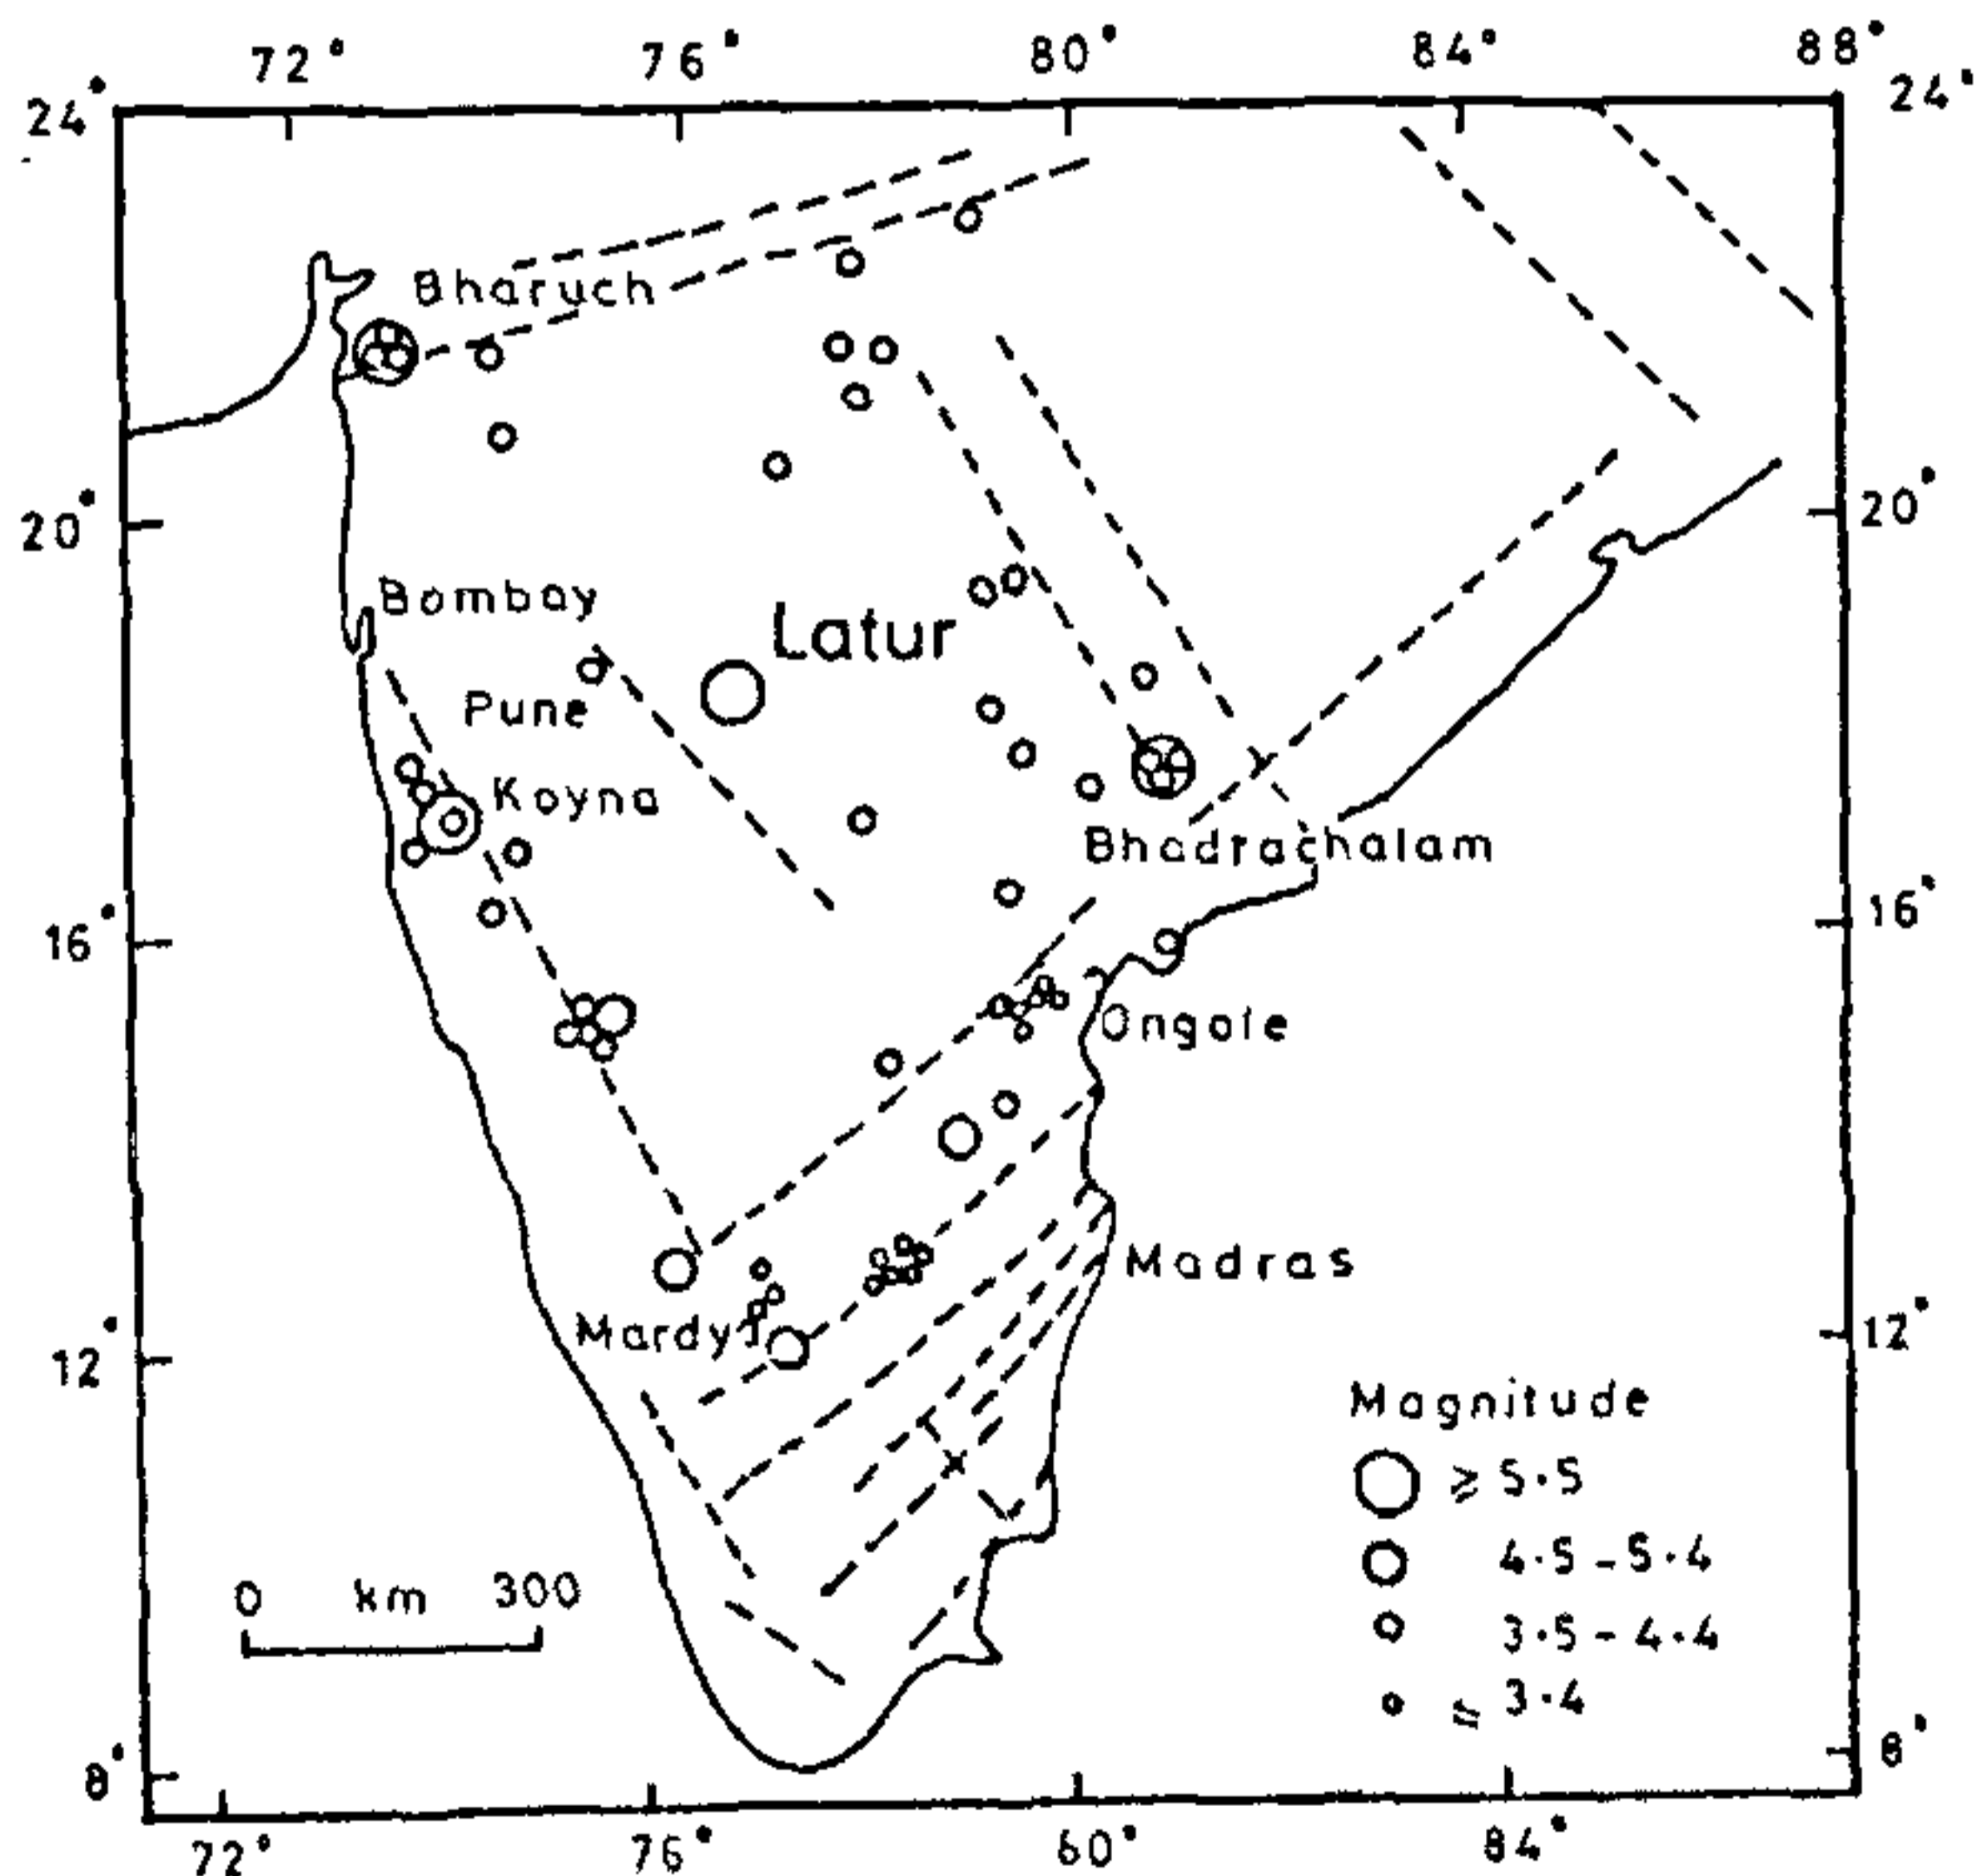 72° 76° 80° 84° 88°
24° 24°
Bharuch
20° 20°
Bombay
Latur
Pune
Koyna
Bhadrachalam
16° 16°
Ongole
Madras
Mardy
12° 12°
Magnitude
≥ 5.5
4.5 - 5.4
0 km 300
3.5 - 4.4
≤ 3.4
8° 8°
72° 76° 80° 84°